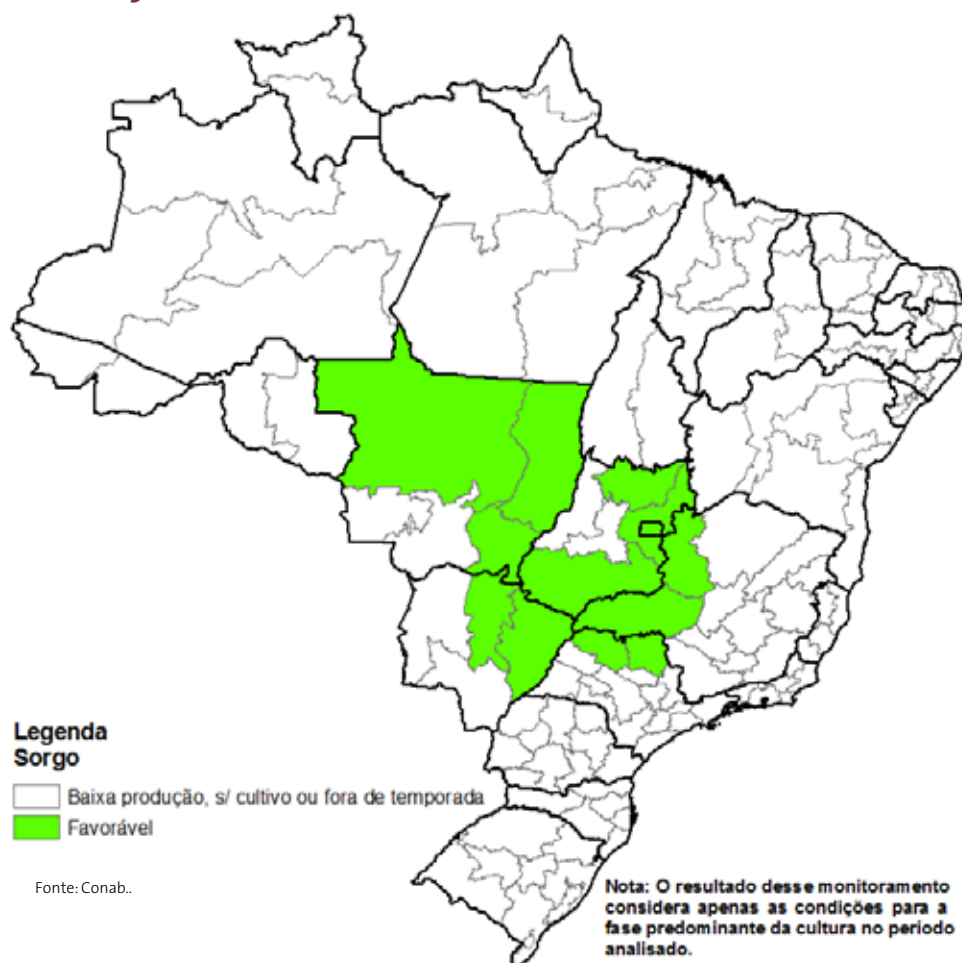 Legenda
Sorgo
Baixa produção, s/ cultivo ou fora de temporada
Favorável
Fonte: Conab..
Nota: O resultado desse monitoramento
considera apenas as condições para a
fase predominante da cultura no período
analisado.